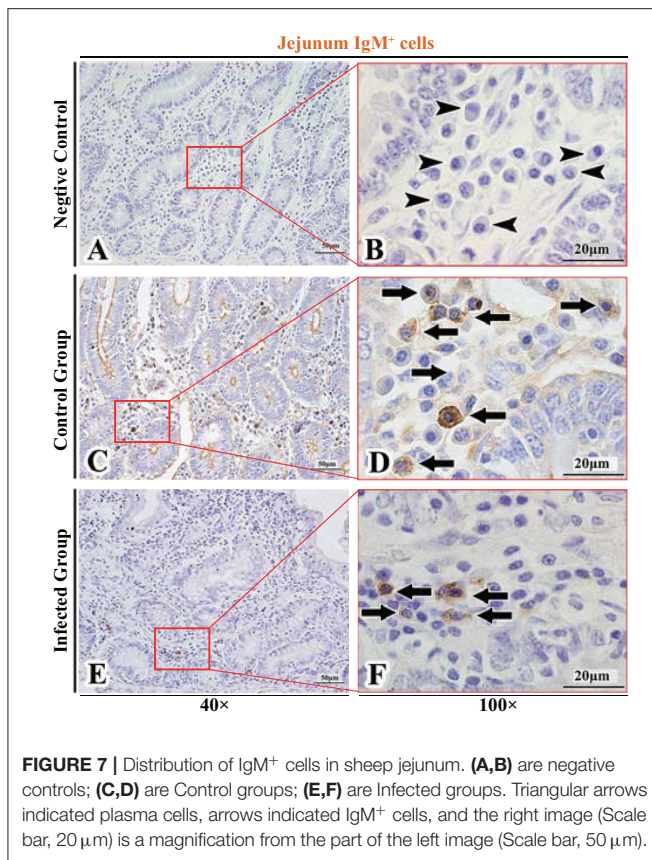 Jejunum IgM⁺ cells
Negtive Control
A
50μm
B
20μm
Control Group
C
50μm
D
20μm
Infected Group
E
50μm
F
20μm
40×
100×
FIGURE 7 | Distribution of IgM⁺ cells in sheep jejunum. (A,B) are negative
controls; (C,D) are Control groups; (E,F) are Infected groups. Triangular arrows
indicated plasma cells, arrows indicated IgM⁺ cells, and the right image (Scale
bar, 20 μm) is a magnification from the part of the left image (Scale bar, 50 μm).